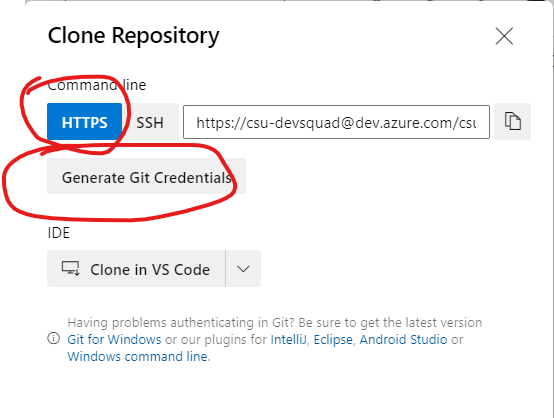 Clone Repository
Command line
HTTPS
SSH
https://csu-devsquad@dev.azure.com/csu
Generate Git Credentials
IDE
Clone in VS Code
Having problems authenticating in Git? Be sure to get the latest version
Git for Windows or our plugins for IntelliJ, Eclipse, Android Studio or
Windows command line.